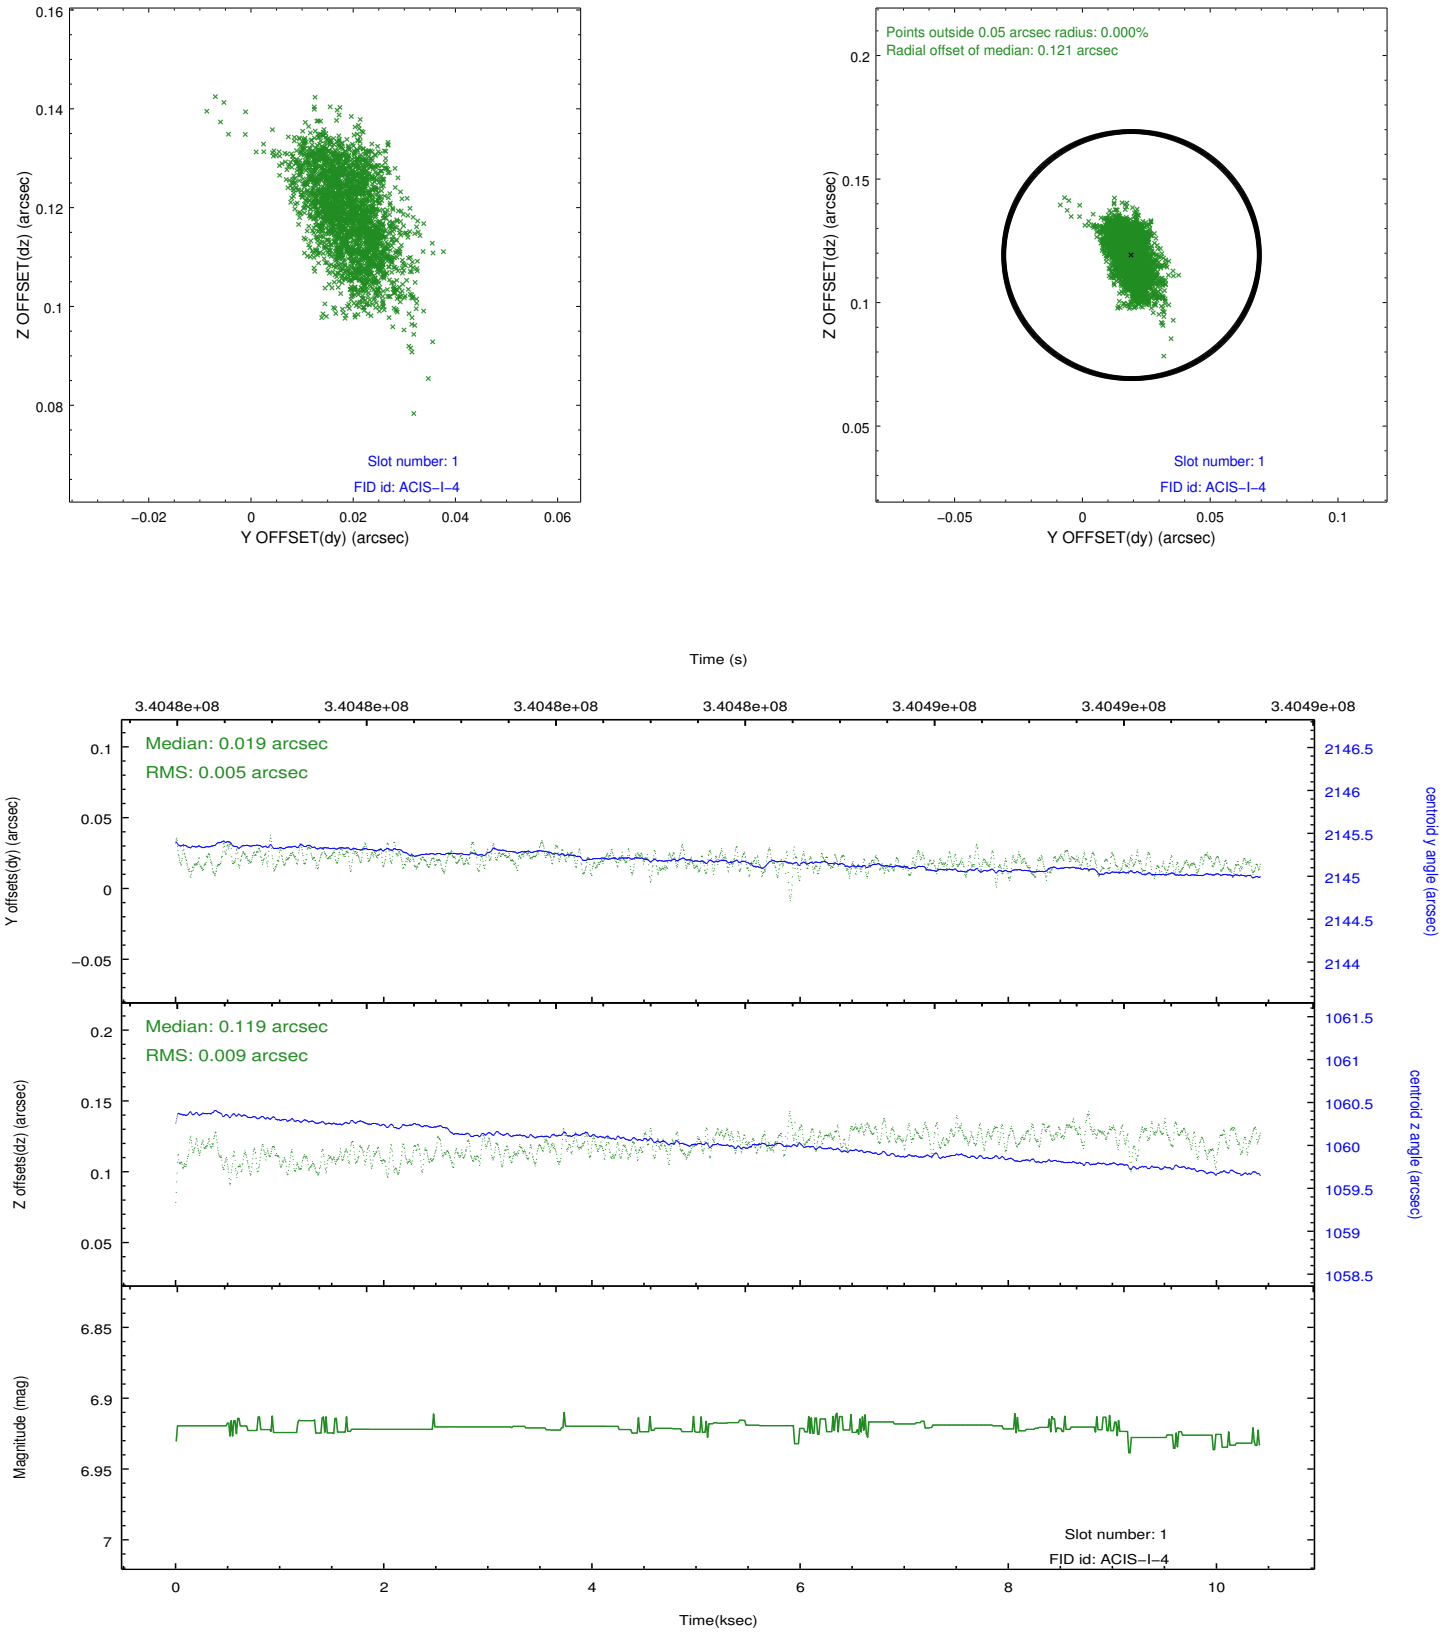 0.16
0.14
0.12
0.1
0.08
Z OFFSET(dz) (arcsec)
−0.02 0 0.02 0.04 0.06
Y OFFSET(dy) (arcsec)
Slot number: 1
FID id: ACIS−I−4
Points outside 0.05 arcsec radius: 0.000%
Radial offset of median: 0.121 arcsec
0.2
0.15
0.1
0.05
Z OFFSET(dz) (arcsec)
Slot number: 1
FID id: ACIS−I−4
−0.05 0 0.05 0.1
Y OFFSET(dy) (arcsec)
Time (s)
3.4048e+08 3.4048e+08 3.4048e+08 3.4048e+08 3.4049e+08 3.4049e+08 3.4049e+08
Median: 0.019 arcsec
RMS: 0.005 arcsec
0.1
0.05
0
−0.05
Y offsets(dy) (arcsec)
2146.5
2146
2145.5
2145
2144.5
2144
centroid y angle (arcsec)
Median: 0.119 arcsec
RMS: 0.009 arcsec
0.2
0.15
0.1
0.05
Z offsets(dz) (arcsec)
1061.5
1061
1060.5
1060
1059.5
1059
1058.5
centroid z angle (arcsec)
6.85
6.9
6.95
7
Magnitude (mag)
Slot number: 1
FID id: ACIS−I−4
0 2 4 6 8 10
Time(ksec)